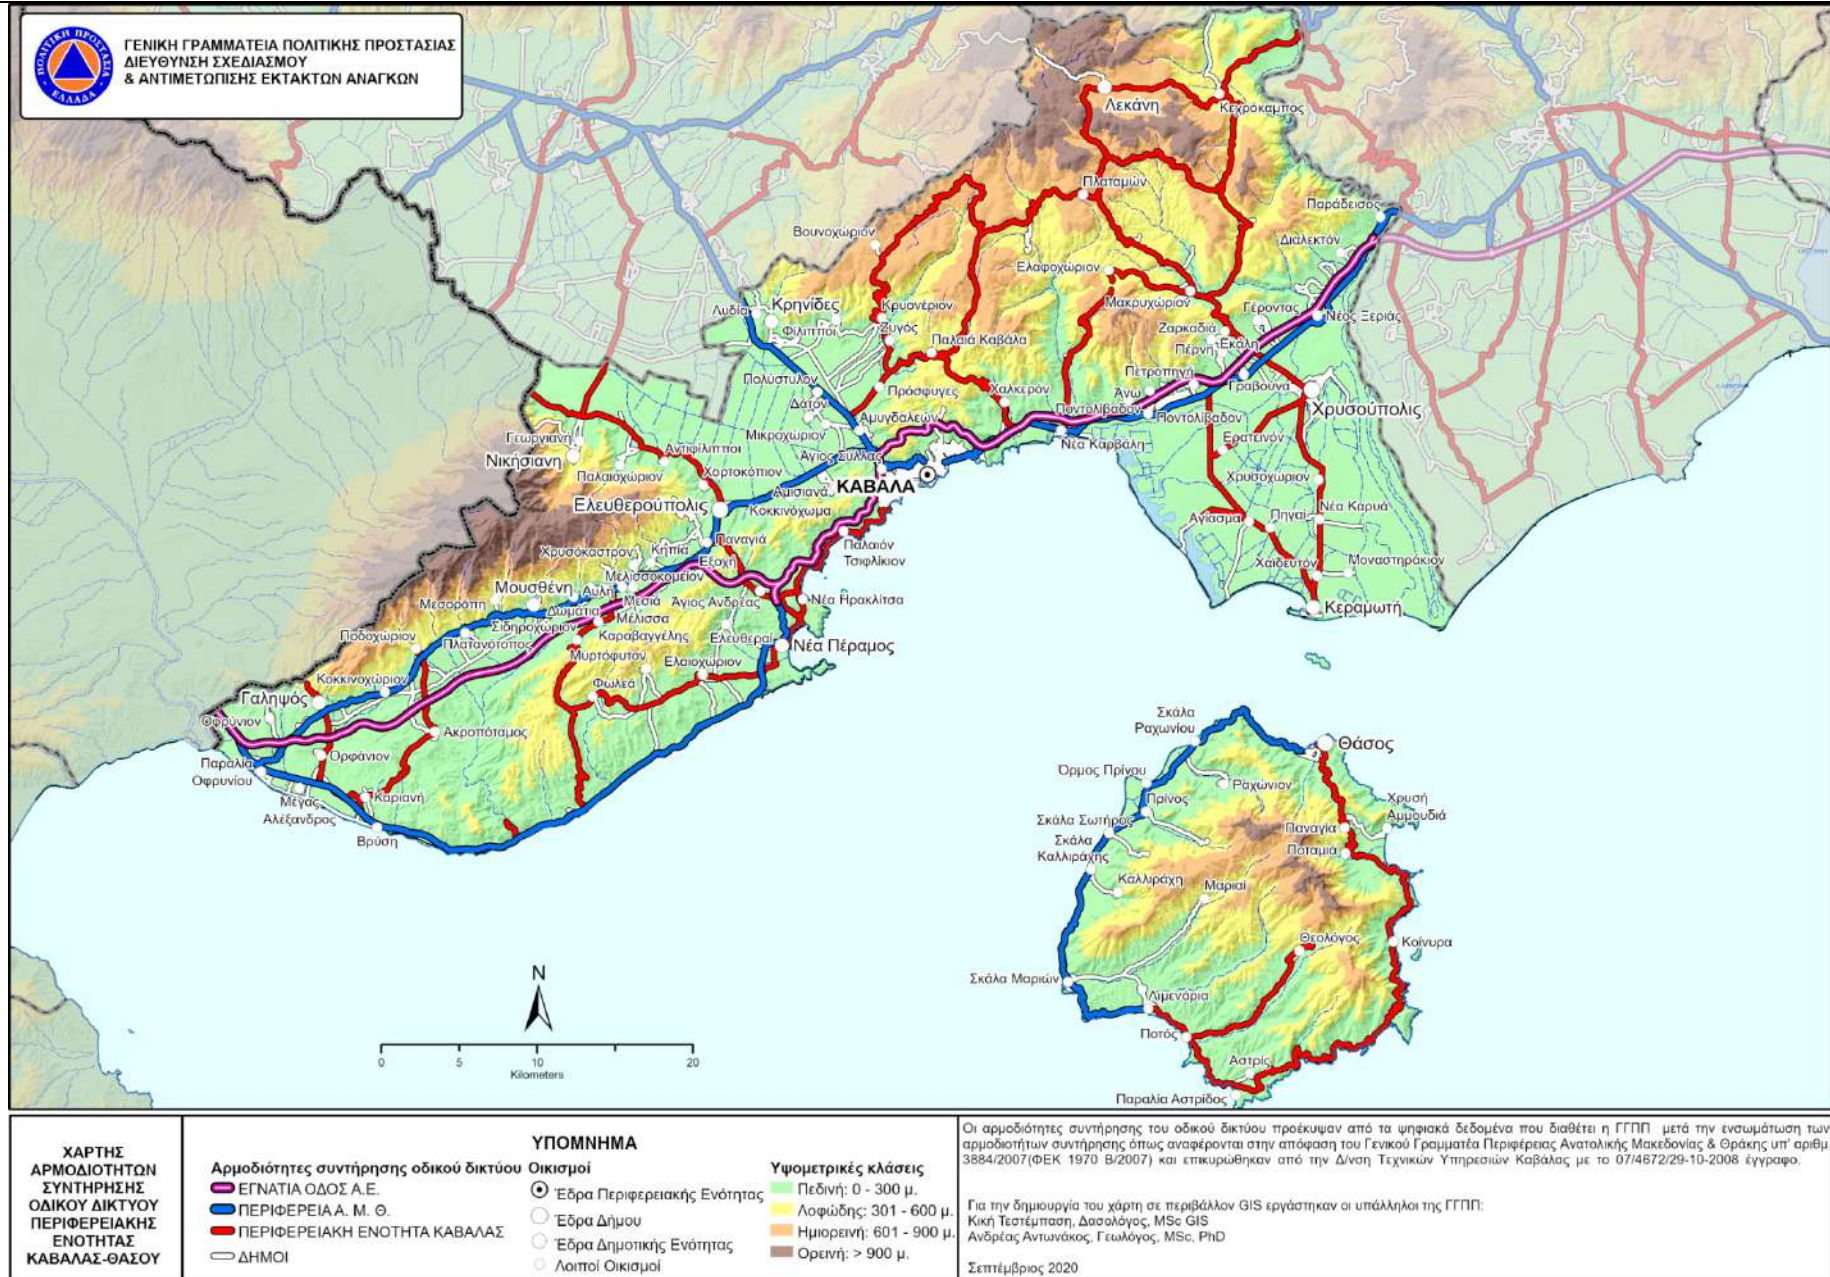 ΠΟΛΙΤΙΚΗ ΠΡΟΣΤΑΣΙΑ
ΕΛΛΑΔΑ
ΓΕΝΙΚΗ ΓΡΑΜΜΑΤΕΙΑ ΠΟΛΙΤΙΚΗΣ ΠΡΟΣΤΑΣΙΑΣ
ΔΙΕΥΘΥΝΣΗ ΣΧΕΔΙΑΣΜΟΥ
& ΑΝΤΙΜΕΤΩΠΙΣΗΣ ΕΚΤΑΚΤΩΝ ΑΝΑΓΚΩΝ
Λεκάνη
Κεχρόκαμπος
Πλαταμών
Παράδεισος
Βουνοχώριον
Διαλεκτόν
Ελαφοχώριον
Μακρυχώριον
Λυδία
Κρηνίδες
Φίλιπποι
Κρυονέριον
Ζυγός
Γέροντας
Νέος Ξεριάς
Ζαρκαδιά
Εκάλη
Πέρνη
Παλαιά Καβάλα
Πολύστυλον
Πρόσφυγες
Χαλκερόν
Πετροπηγή
Γραβούνα
Άνω
Ποντολίβαδον
Ποντολίβαδον
Χρυσούπολις
Δάτον
Αμυγδαλεών
Μικροχώριον
Νέα Καρβάλη
Ερατεινόν
Γεωργιανή
Νικήσιανη
Αντιφίλιπποι
Παλαιοχώριον
Χορτοκόπιον
Άγιος Σύλλας
ΚΑΒΑΛΑ
Αμισιανά
Χρυσοχώριον
Ελευθερούπολις
Κοκκινόχωμα
Νέα Καρυά
Αγίασμα
Πηγαί
Παναγιά
Παλαιόν
Τσιφλίκιον
Χρυσόκαστρον
Κηπία
Εξοχή
Χαϊδευτόν
Μοναστηράκιον
Μελισσοκομείον
Μουσθένη
Αυλή
Μεσορόπη
Δωμάτια
Μεσιά
Άγιος Ανδρέας
Νέα Ηρακλίτσα
Κεραμωτή
Μέλισσα
Σιδηροχώριον
Ποδοχώριον
Πλατανότοπος
Καραβαγγέλης
Ελευθεραί
Νέα Πέραμος
Μυρτόφυτον
Ελαιοχώριον
Κοκκινοχώριον
Φωλεά
Γαληψός
Οφρύνιον
Ακροπόταμος
Ορφάνιον
Παραλία
Οφρυνίου
Μέγας
Αλέξανδρος
Καριανή
Βρύση
Σκάλα
Ραχωνίου
Θάσος
Όρμος Πρίνου
Ραχώνιον
Πρίνος
Χρυσή
Αμμουδιά
Σκάλα Σωτήρος
Παναγία
Σκάλα
Καλλιράχης
Ποταμιά
Καλλιράχη
Μαριαί
Θεολόγος
Κοίνυρα
Σκάλα Μαριών
Λιμενάρια
Ποτός
Αστρίς
Παραλία Αστρίδος
N
0 5 10 20
Kilometers
ΧΑΡΤΗΣ
ΑΡΜΟΔΙΟΤΗΤΩΝ
ΣΥΝΤΗΡΗΣΗΣ
ΟΔΙΚΟΥ ΔΙΚΤΥΟΥ
ΠΕΡΙΦΕΡΕΙΑΚΗΣ
ΕΝΟΤΗΤΑΣ
ΚΑΒΑΛΑΣ-ΘΑΣΟΥ
ΥΠΟΜΝΗΜΑ
Αρμοδιότητες συντήρησης οδικού δικτύου
ΕΓΝΑΤΙΑ ΟΔΟΣ Α.Ε.
ΠΕΡΙΦΕΡΕΙΑ Α. Μ. Θ.
ΠΕΡΙΦΕΡΕΙΑΚΗ ΕΝΟΤΗΤΑ ΚΑΒΑΛΑΣ
ΔΗΜΟΙ
Οικισμοί
Έδρα Περιφερειακής Ενότητας
Έδρα Δήμου
Έδρα Δημοτικής Ενότητας
Λοιποί Οικισμοί
Υψομετρικές κλάσεις
Πεδινή: 0 - 300 μ.
Λοφώδης: 301 - 600 μ.
Ημιορεινή: 601 - 900 μ.
Ορεινή: > 900 μ.
Οι αρμοδιότητες συντήρησης του οδικού δικτύου προέκυψαν από τα ψηφιακά δεδομένα που διαθέτει η ΓΓΠΠ μετά την ενσωμάτωση των
αρμοδιοτήτων συντήρησης όπως αναφέρονται στην απόφαση του Γενικού Γραμματέα Περιφέρειας Ανατολικής Μακεδονίας & Θράκης υπ' αριθμ.
3884/2007(ΦΕΚ 1970 Β/2007) και επικυρώθηκαν από την Δ/νση Τεχνικών Υπηρεσιών Καβάλας με το 07/4672/29-10-2008 έγγραφο.
Για την δημιουργία του χάρτη σε περιβάλλον GIS εργάστηκαν οι υπάλληλοι της ΓΓΠΠ:
Κική Τεστέμπαση, Δασολόγος, MSc GIS
Ανδρέας Αντωνάκος, Γεωλόγος, MSc, PhD
Σεπτέμβριος 2020